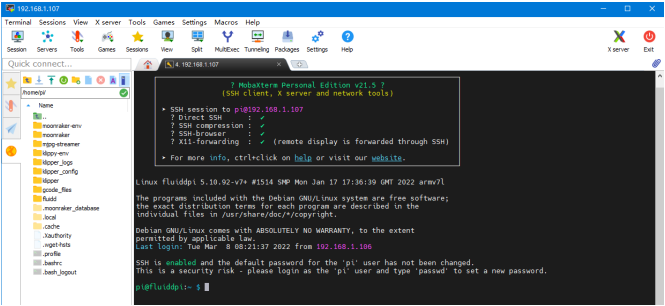 192.168.1.107
Terminal Sessions View X server Tools Games Settings Macros Help
Session Servers Tools Games Sessions View Split MultiExec Tunneling Packages Settings Help X server Exit
Quick connect...
4. 192.168.1.107
/home/pi/
Name
..
moonraker-env
moonraker
mjpg-streamer
klippy-env
klipper_logs
klipper_config
klipper
gcode_files
fluidd
.moonraker_database
.local
.cache
.Xauthority
.wget-hsts
.profile
.bashrc
.bash_logout
? MobaXterm Personal Edition v21.5 ?
(SSH client, X server and network tools)
➤ SSH session to pi@192.168.1.107
? Direct SSH : ✔
? SSH compression : ✔
? SSH-browser : ✔
? X11-forwarding : ✔ (remote display is forwarded through SSH)
➤ For more info, ctrl+click on help or visit our website.
Linux fluiddpi 5.10.92-v7+ #1514 SMP Mon Jan 17 17:36:39 GMT 2022 armv7l
The programs included with the Debian GNU/Linux system are free software;
the exact distribution terms for each program are described in the
individual files in /usr/share/doc/*/copyright.
Debian GNU/Linux comes with ABSOLUTELY NO WARRANTY, to the extent
permitted by applicable law.
Last login: Tue Mar 8 08:21:37 2022 from 192.168.1.106
SSH is enabled and the default password for the 'pi' user has not been changed.
This is a security risk - please login as the 'pi' user and type 'passwd' to set a new password.
pi@fluiddpi:~ $